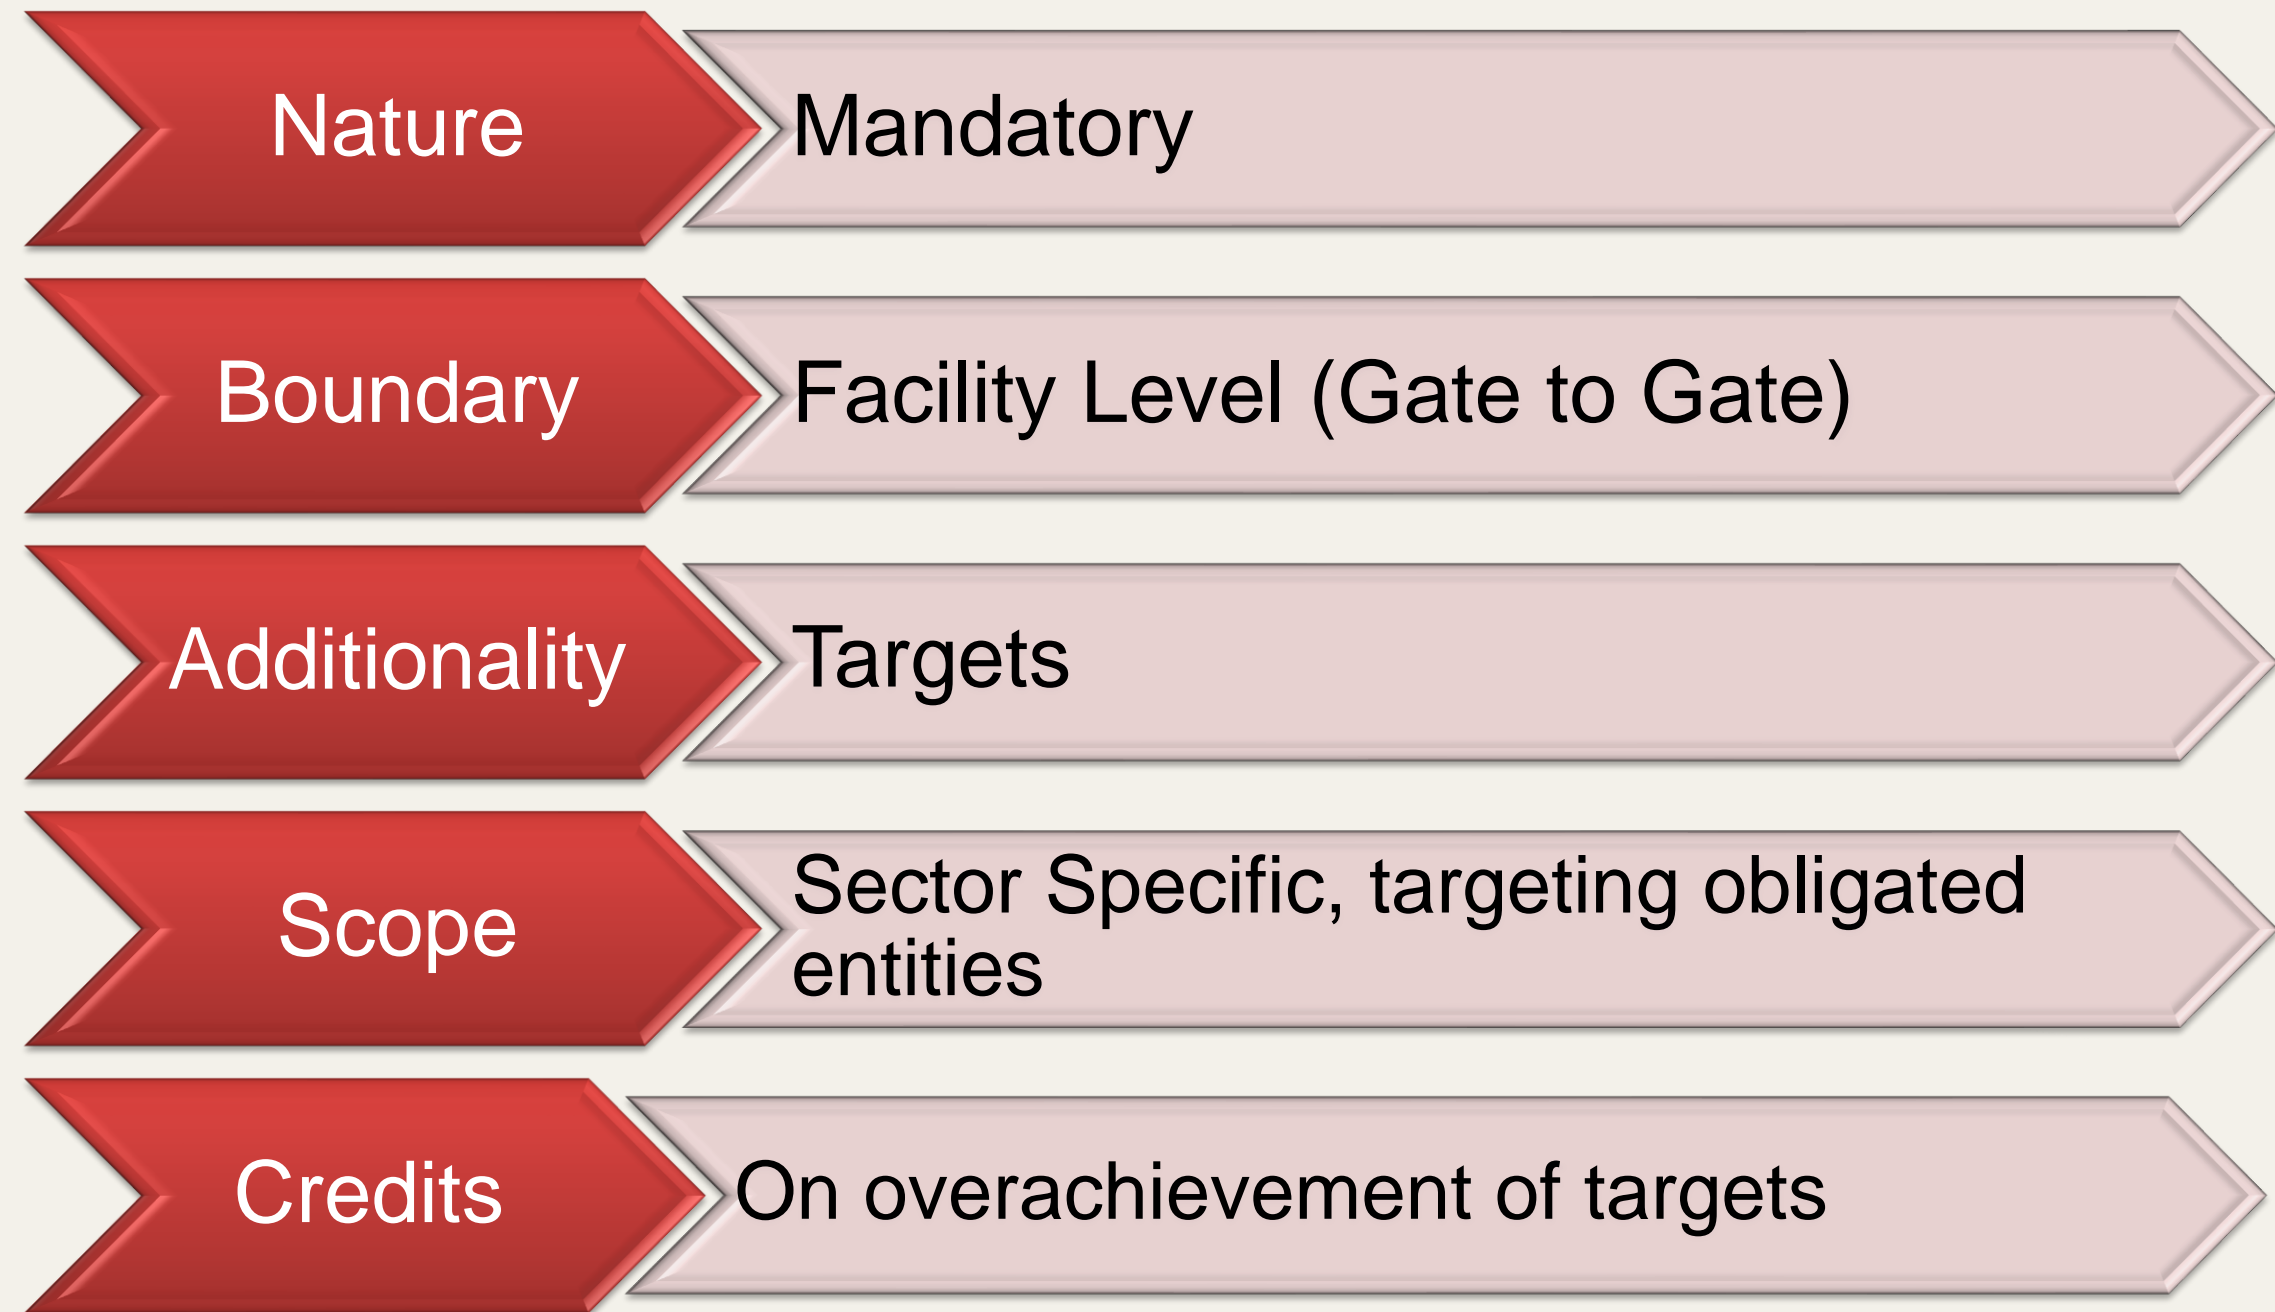 Nature
Mandatory
Boundary
Facility Level (Gate to Gate)
Additionality
Targets
Scope
Sector Specific, targeting obligated
entities
Credits
On overachievement of targets